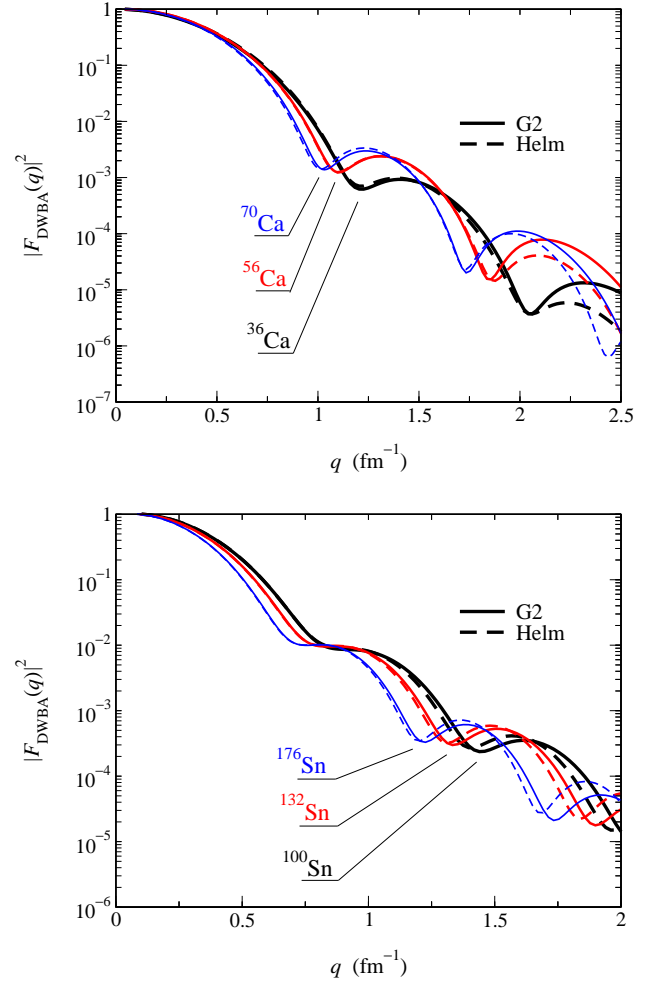 1
10⁻¹
10⁻²
10⁻³
10⁻⁴
10⁻⁵
10⁻⁶
10⁻⁷
|F_DWBA(q)|²
G2
Helm
⁷⁰Ca
⁵⁶Ca
³⁶Ca
0 0.5 1 1.5 2 2.5
q (fm⁻¹)
1
10⁻¹
10⁻²
10⁻³
10⁻⁴
10⁻⁵
10⁻⁶
|F_DWBA(q)|²
G2
Helm
¹⁷⁶Sn
¹³²Sn
¹⁰⁰Sn
0 0.5 1 1.5 2
q (fm⁻¹)